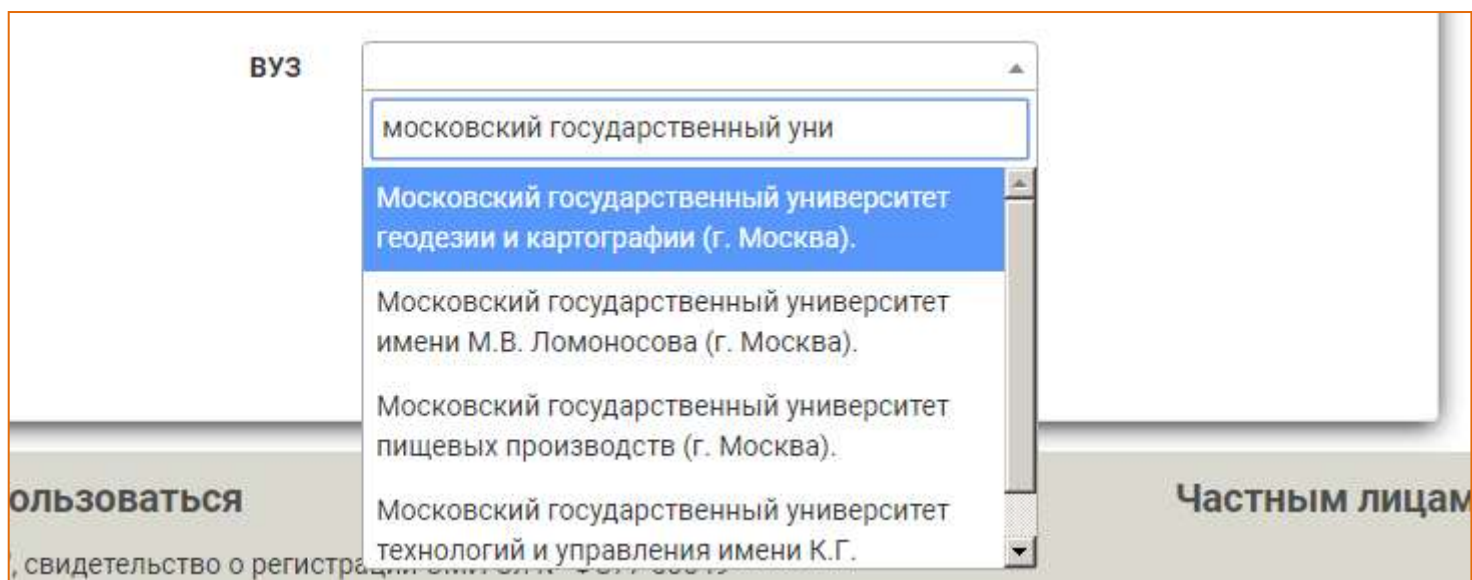 ВУЗ
московский государственный уни
Московский государственный университет
геодезии и картографии (г. Москва).
Московский государственный университет
имени М.В. Ломоносова (г. Москва).
Московский государственный университет
пищевых производств (г. Москва).
ользоваться
Частным лицам
Московский государственный университет
технологий и управления имени К.Г.
, свидетельство о регистрации